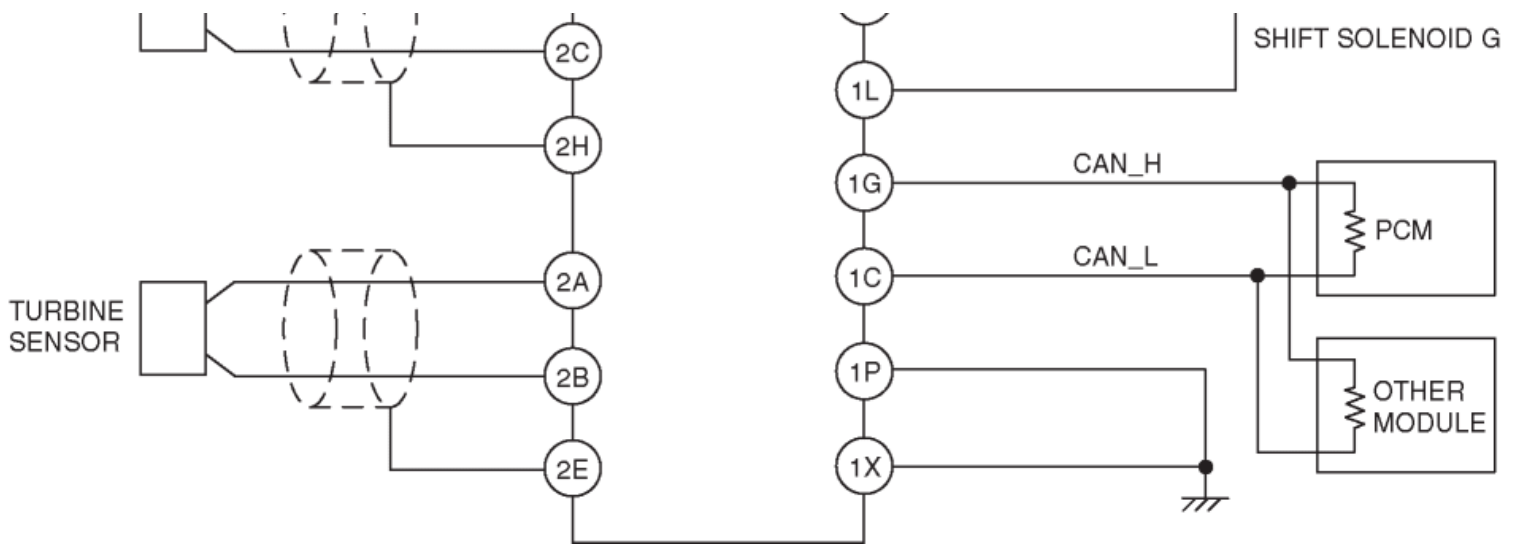 SHIFT SOLENOID G
2C
1L
2H
CAN_H
1G
PCM
CAN_L
2A
1C
TURBINE
SENSOR
2B
1P
OTHER
MODULE
2E
1X